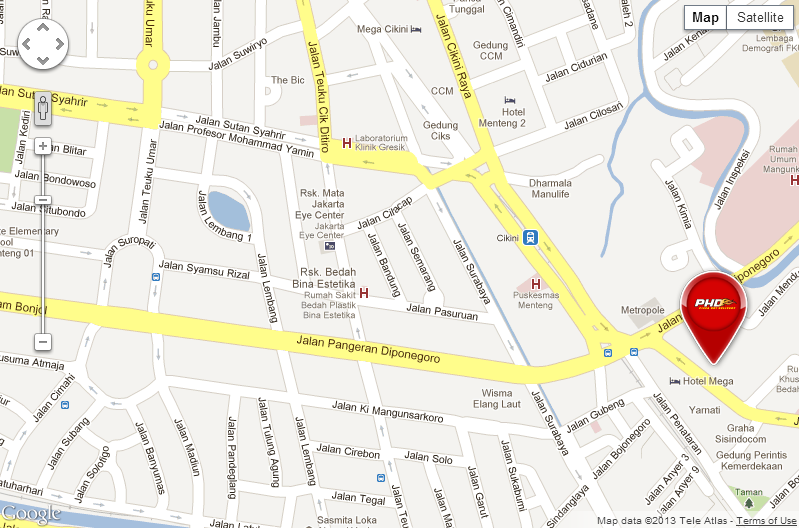 Map
Satellite
Jalan Teuku Umar
Jalan Jambu
Jalan Suwiryo
Jalan Suwiryo
Mega Cikini
Tunggal
Jalan Cimandiri
Gedung
CCM
CCM
Jalan Cikini Raya
Jalan Cidurian
Lembaga
Demografi FK
The Bic
Jalan Teuku Cik Ditiro
Hotel
Menteng 2
Gedung
Ciks
Jalan Cilosari
Jalan Sutan Syahrir
Jalan Sutan Syahrir
Jalan Profesor Mohammad Yamin
Laboratorium
Klinik Gresik
H
Jalan Kediri
Jalan Blitar
Jalan Bondowoso
Situbondo
Elementary
Jalan Teuku Umar
Jalan Suropati
Jalan Lembang 1
Jalan Lembang
Jalan Syamsu Rizal
Rsk. Mata
Jakarta
Eye Center
Jakarta
Eye Center
Jalan Cilacap
Jalan Bandung
Jalan Semarang
Jalan Surabaya
Dharmala
Manulife
Jalan Inspeksi
Jalan Kimia
Rumah
Umum
H
Cikini
Rsk. Bedah
Bina Estetika
H
Rumah Sakit
Bedah Plastik
Bina Estetika
Jalan Pasuruan
H
Puskesmas
Menteng
Metropole
PHD
Bonjol
Jalan Pangeran Diponegoro
Atmaja
Jalan Cimahi
Jalan Subang
Jalan Solofigo
Jalan Banyumas
Jalan Madiun
Jalan Pandeglang
Jalan Tulung Agung
Jalan Lembang
Jalan Ki Mangunsarkoro
Jalan Cirebon
Jalan Solo
Jalan Tegal
Jalan Garut
Jalan Sukabumi
Sindanglaya
Wisma
Elang Laut
Jalan Surabaya
Jalan Gubeng
Jalan Bojonegoro
Jalan Penataran
Jalan Anyer 3
Jalan Anyer 9
Hotel Mega
Yamati
Graha
Sisindocom
Gedung Perintis
Kemerdekaan
Taman
Sasmita Loka
Google
Map data ©2013 Tele Atlas - Terms of Use